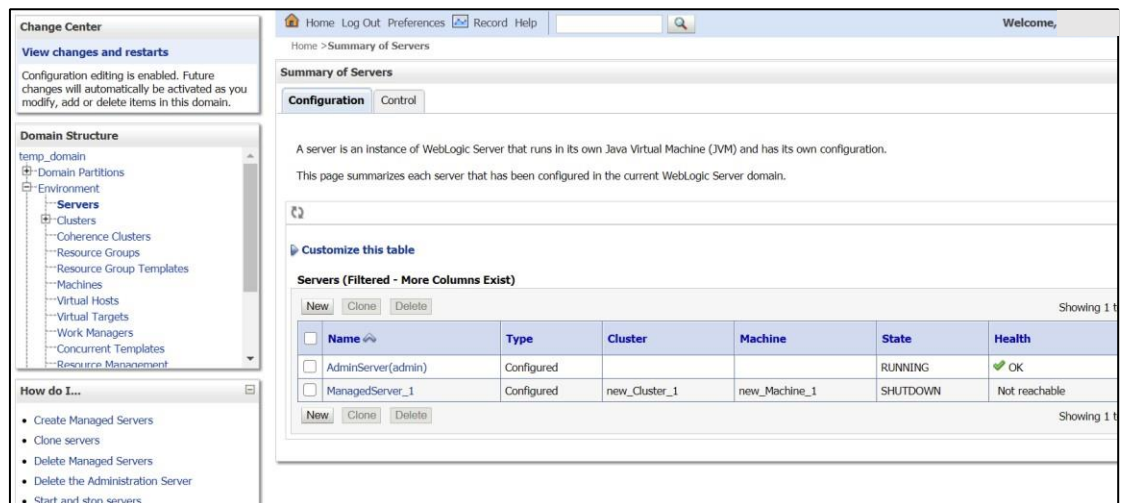 Change Center
View changes and restarts
Configuration editing is enabled. Future
changes will automatically be activated as you
modify, add or delete items in this domain.
Domain Structure
temp_domain
Domain Partitions
Environment
Servers
Clusters
Coherence Clusters
Resource Groups
Resource Group Templates
Machines
Virtual Hosts
Virtual Targets
Work Managers
Concurrent Templates
Resource Management
How do I...
Create Managed Servers
Clone servers
Delete Managed Servers
Delete the Administration Server
Start and stop servers
Home Log Out Preferences Record Help
Welcome,
Home >Summary of Servers
Summary of Servers
Configuration Control
A server is an instance of WebLogic Server that runs in its own Java Virtual Machine (JVM) and has its own configuration.
This page summarizes each server that has been configured in the current WebLogic Server domain.
Customize this table
Servers (Filtered - More Columns Exist)
New Clone Delete Showing 1 t
Name Type Cluster Machine State Health
AdminServer(admin) Configured RUNNING OK
ManagedServer_1 Configured new_Cluster_1 new_Machine_1 SHUTDOWN Not reachable
New Clone Delete Showing 1 t